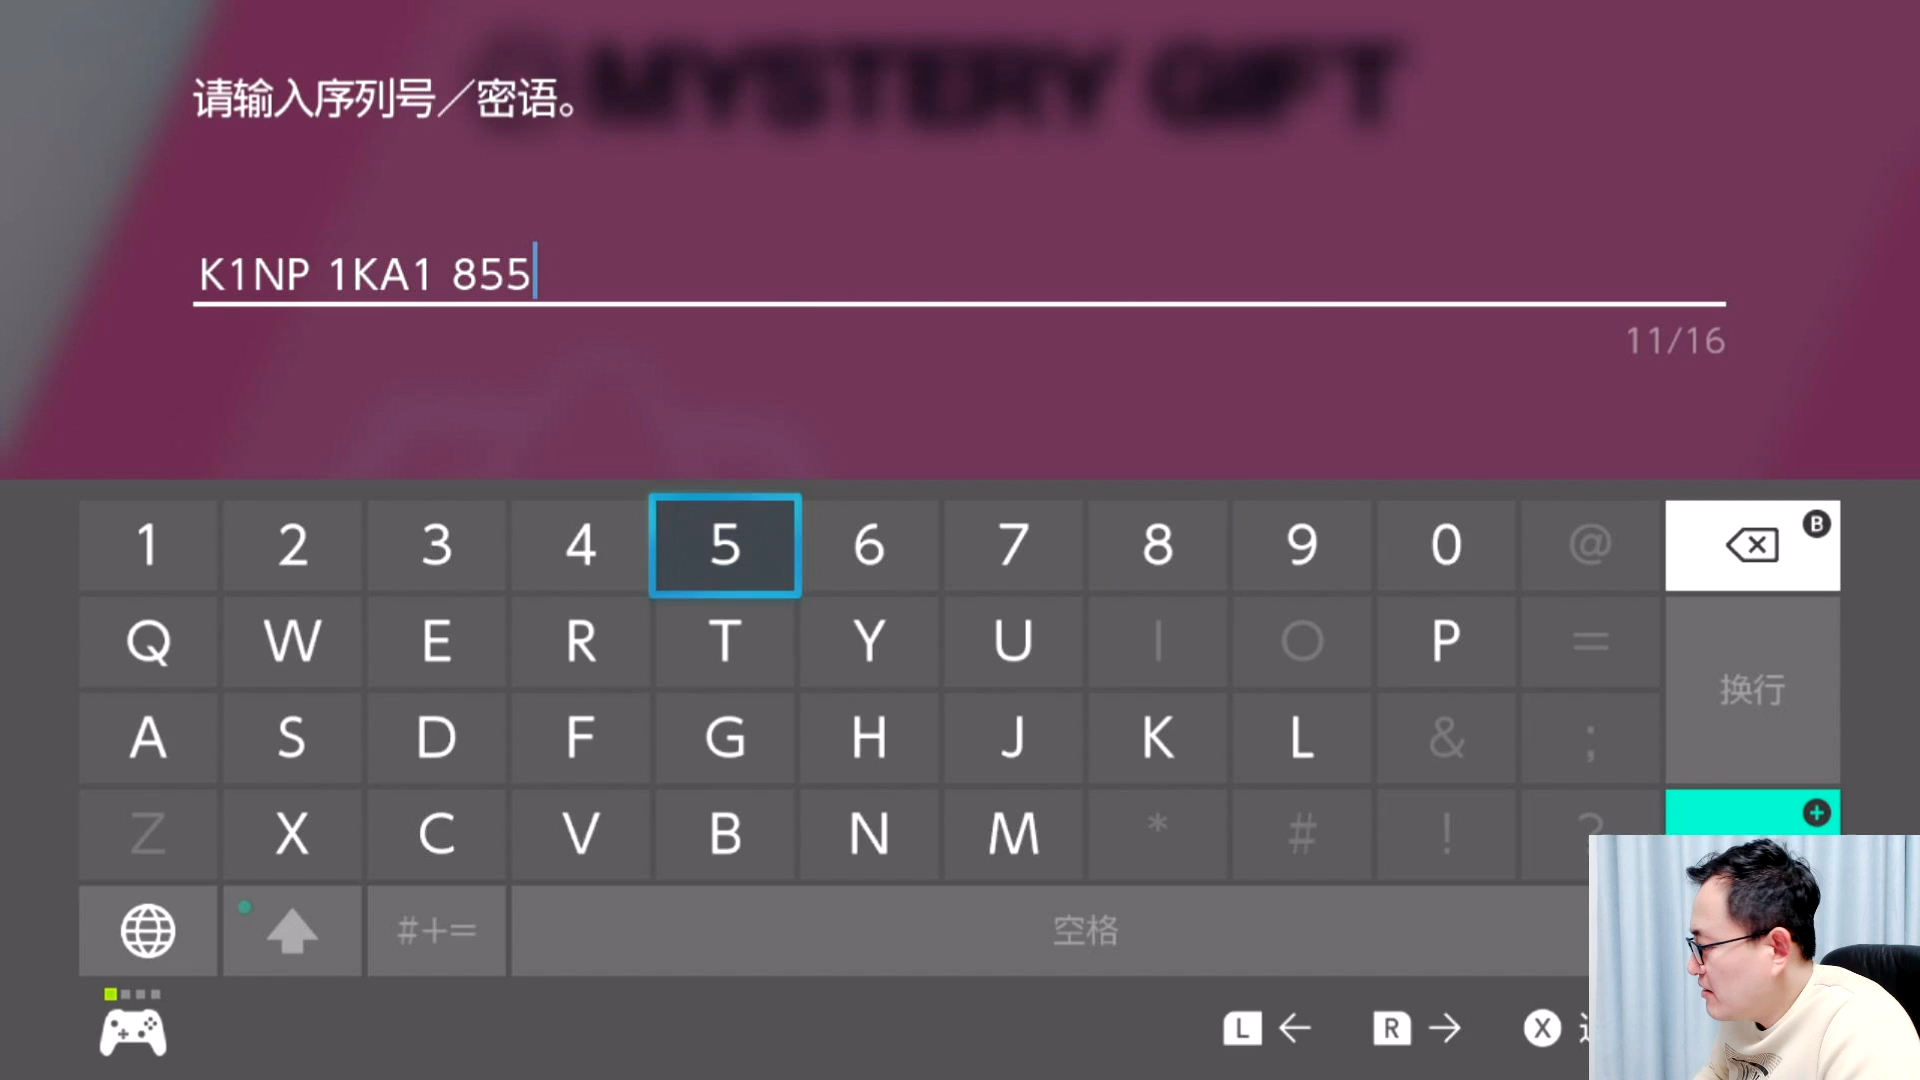 MYSTERY GIFT
请输入序列号／密语。
K1NP 1KA1 855
11/16
1 2 3 4 5 6 7 8 9 0 @ B
Q W E R T Y U I O P =
换行
A S D F G H J K L & ;
Z X C V B N M * # ! ? +
#+= 空格
L ← R → X